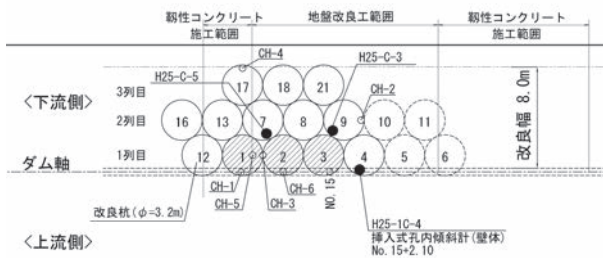 靭性コンクリート 地盤改良工範囲 靭性コンクリート
施工範囲 施工範囲
CH-4
H25-C-3
H25-C-5
<下流側>
3列目 17 18 21
CH-2
2列目 16 13 7 8 9 10 11
改良幅 8.0m
ダム軸
1列目 12 1 2 3 4 5 6
CH-1 CH-6
CH-5 CH-3
NO.15
改良杭(φ=3.2m)
H25-1C-4
<上流側>
挿入式孔内傾斜計(壁体)
No.15+2.10